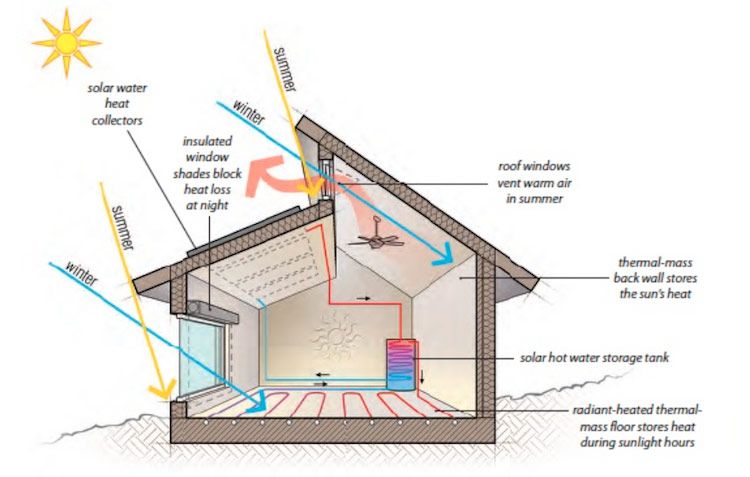 summer
solar water
heat
collectors
winter
insulated
window
shades block
heat loss
at night
roof windows
vent warm air
in summer
summer
winter
thermal-mass
back wall stores
the sun's heat
solar hot water storage tank
radiant-heated thermal-
mass floor stores heat
during sunlight hours